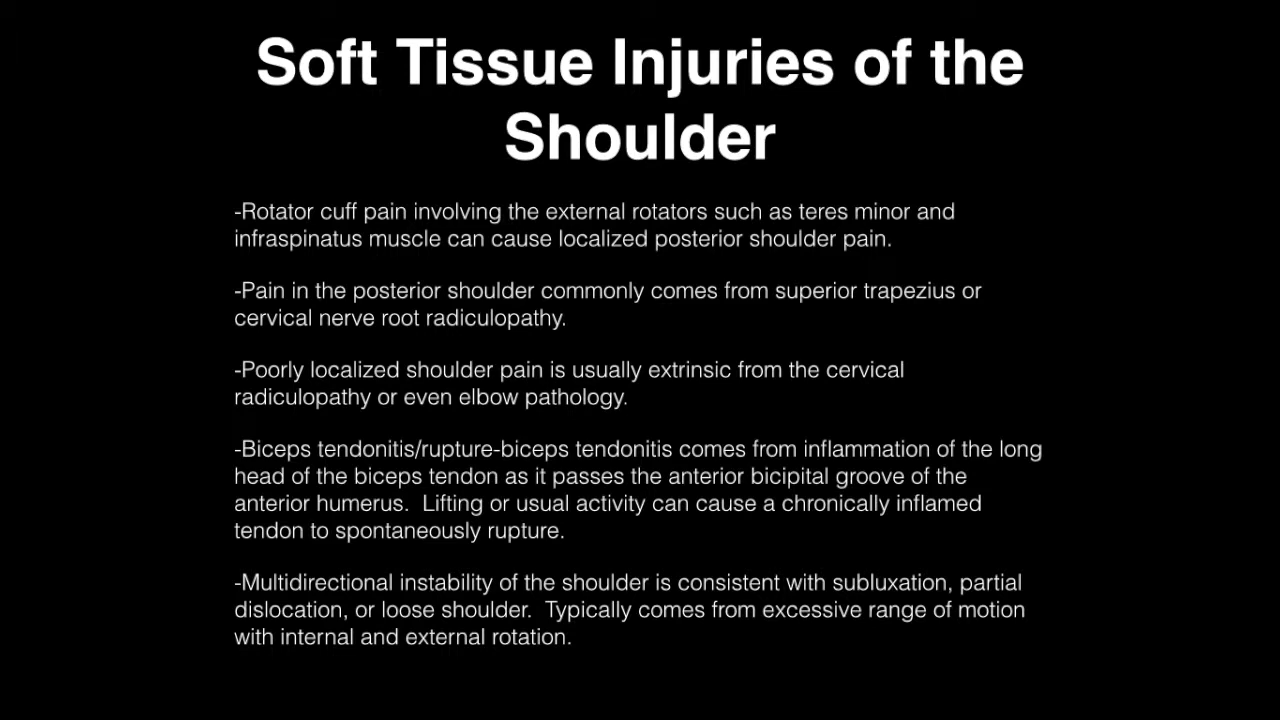 Soft Tissue Injuries of the
Shoulder
-Rotator cuff pain involving the external rotators such as teres minor and
infraspinatus muscle can cause localized posterior shoulder pain.
-Pain in the posterior shoulder commonly comes from superior trapezius or
cervical nerve root radiculopathy.
-Poorly localized shoulder pain is usually extrinsic from the cervical
radiculopathy or even elbow pathology.
-Biceps tendonitis/rupture-biceps tendonitis comes from inflammation of the long
head of the biceps tendon as it passes the anterior bicipital groove of the
anterior humerus.  Lifting or usual activity can cause a chronically inflamed
tendon to spontaneously rupture.
-Multidirectional instability of the shoulder is consistent with subluxation, partial
dislocation, or loose shoulder.  Typically comes from excessive range of motion
with internal and external rotation.